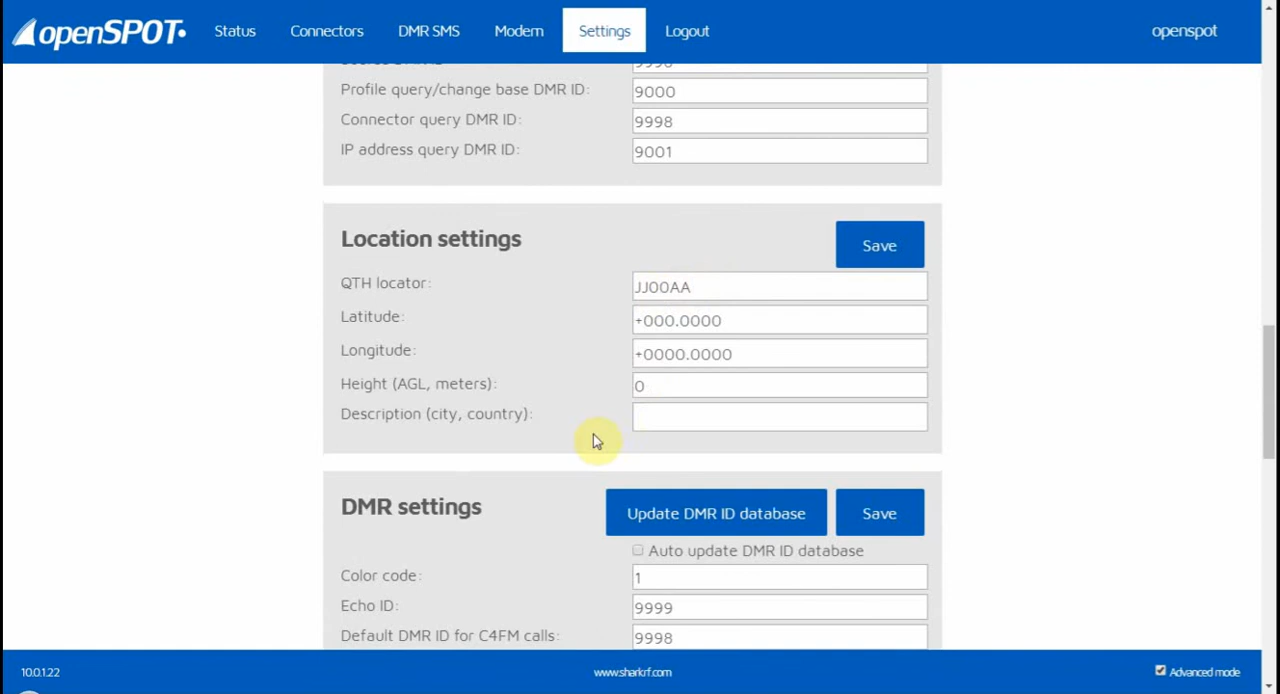 openSPOT
Status
Connectors
DMR SMS
Modem
Settings
Logout
openspot
Profile query/change base DMR ID:
9000
Connector query DMR ID:
9998
IP address query DMR ID:
9001
Location settings
Save
QTH locator:
JJ00AA
Latitude:
+000.0000
Longitude:
+0000.0000
Height (AGL, meters):
0
Description (city, country):
DMR settings
Update DMR ID database
Save
Auto update DMR ID database
Color code:
1
Echo ID:
9999
Default DMR ID for C4FM calls:
9998
10.0.1.22
www.sharkrf.com
Advanced mode